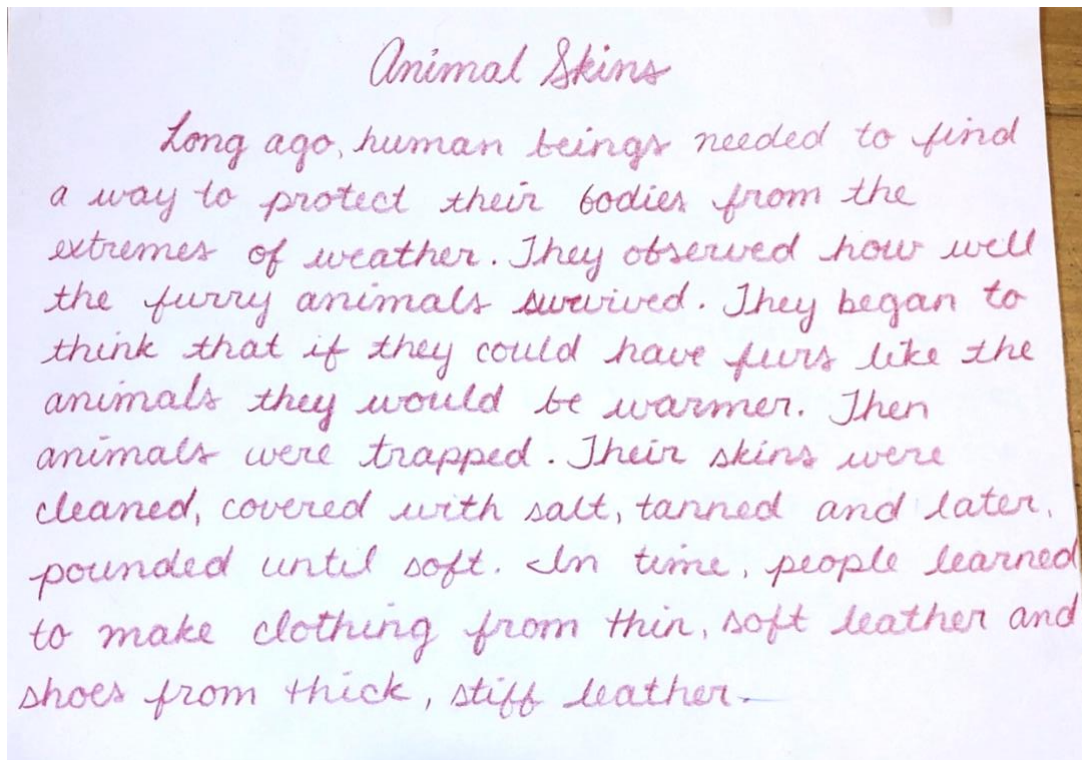 Animal Skins
Long ago, human beings needed to find
a way to protect their bodies from the
extremes of weather. They observed how well
the furry animals survived. They began to
think that if they could have furs like the
animals they would be warmer. Then
animals were trapped. Their skins were
cleaned, covered with salt, tanned and later,
pounded until soft. In time, people learned
to make clothing from thin, soft leather and
shoes from thick, stiff leather.